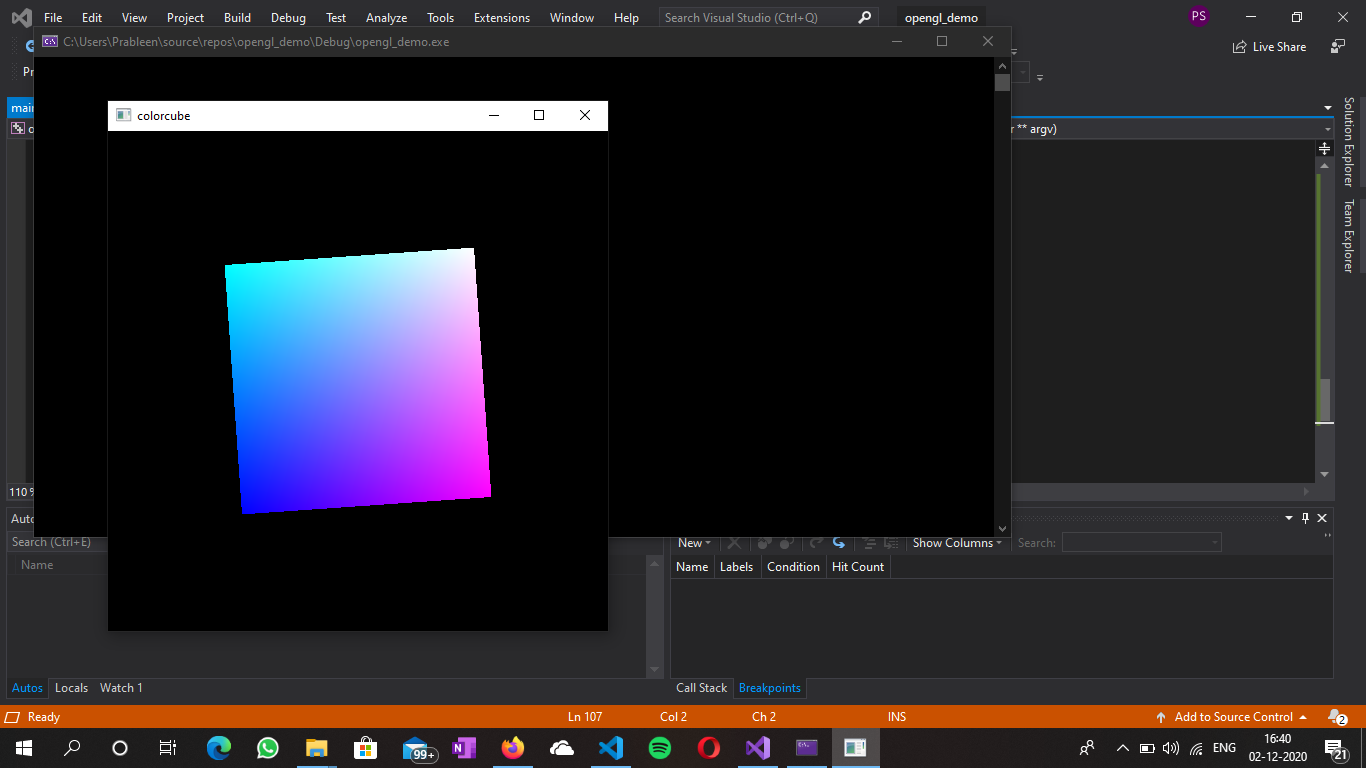 File Edit View Project Build Debug Test Analyze Tools Extensions Window Help Search Visual Studio (Ctrl+Q) opengl_demo PS
C:\Users\Prableen\source\repos\opengl_demo\Debug\opengl_demo.exe
Live Share
Pr
colorcube
main
o
r ** argv)
Solution Explorer
Team Explorer
110 %
Auto
Search (Ctrl+E)
Name
New Show Columns Search:
Name Labels Condition Hit Count
Autos Locals Watch 1
Call Stack Breakpoints
Ready Ln 107 Col 2 Ch 2 INS Add to Source Control 2
99+ N ENG 16:40
02-12-2020 21